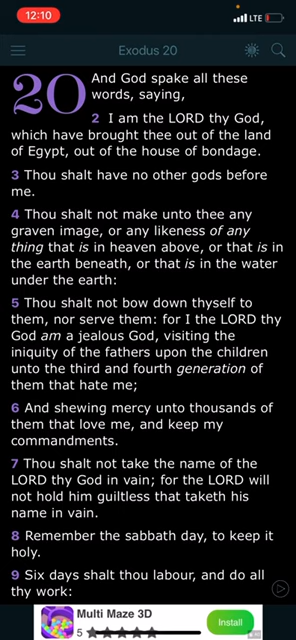 12:10
LTE
Exodus 20
20 And God spake all these
words, saying,
2 I am the LORD thy God,
which have brought thee out of the land
of Egypt, out of the house of bondage.
3 Thou shalt have no other gods before
me.
4 Thou shalt not make unto thee any
graven image, or any likeness of any
thing that is in heaven above, or that is in
the earth beneath, or that is in the water
under the earth:
5 Thou shalt not bow down thyself to
them, nor serve them: for I the LORD thy
God am a jealous God, visiting the
iniquity of the fathers upon the children
unto the third and fourth generation of
them that hate me;
6 And shewing mercy unto thousands of
them that love me, and keep my
commandments.
7 Thou shalt not take the name of the
LORD thy God in vain; for the LORD will
not hold him guiltless that taketh his
name in vain.
8 Remember the sabbath day, to keep it
holy.
9 Six days shalt thou labour, and do all
thy work:
Multi Maze 3D
5
Install